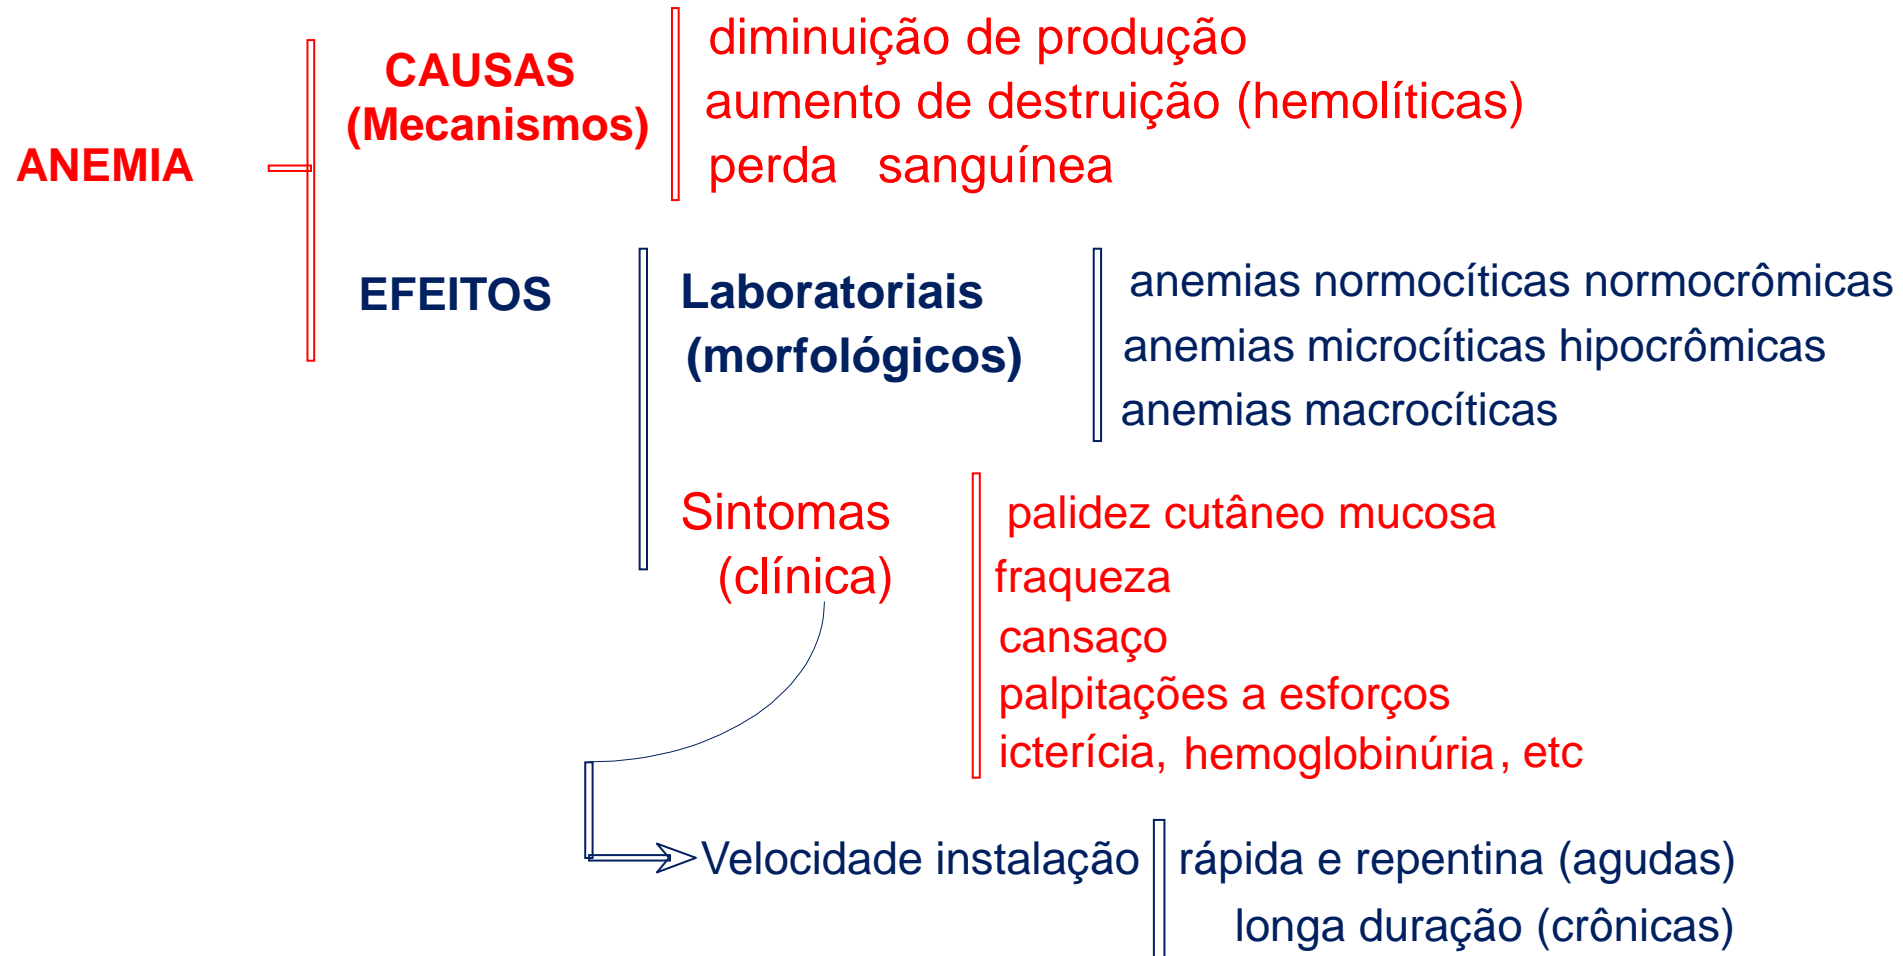 ANEMIA
CAUSAS
(Mecanismos)
diminuição de produção
aumento de destruição (hemolíticas)
perda sanguínea
EFEITOS
Laboratoriais
(morfológicos)
anemias normocíticas normocrômicas
anemias microcíticas hipocrômicas
anemias macrocíticas
Sintomas
(clínica)
palidez cutâneo mucosa
fraqueza
cansaço
palpitações a esforços
icterícia, hemoglobinúria, etc
Velocidade instalação
rápida e repentina (agudas)
longa duração (crônicas)